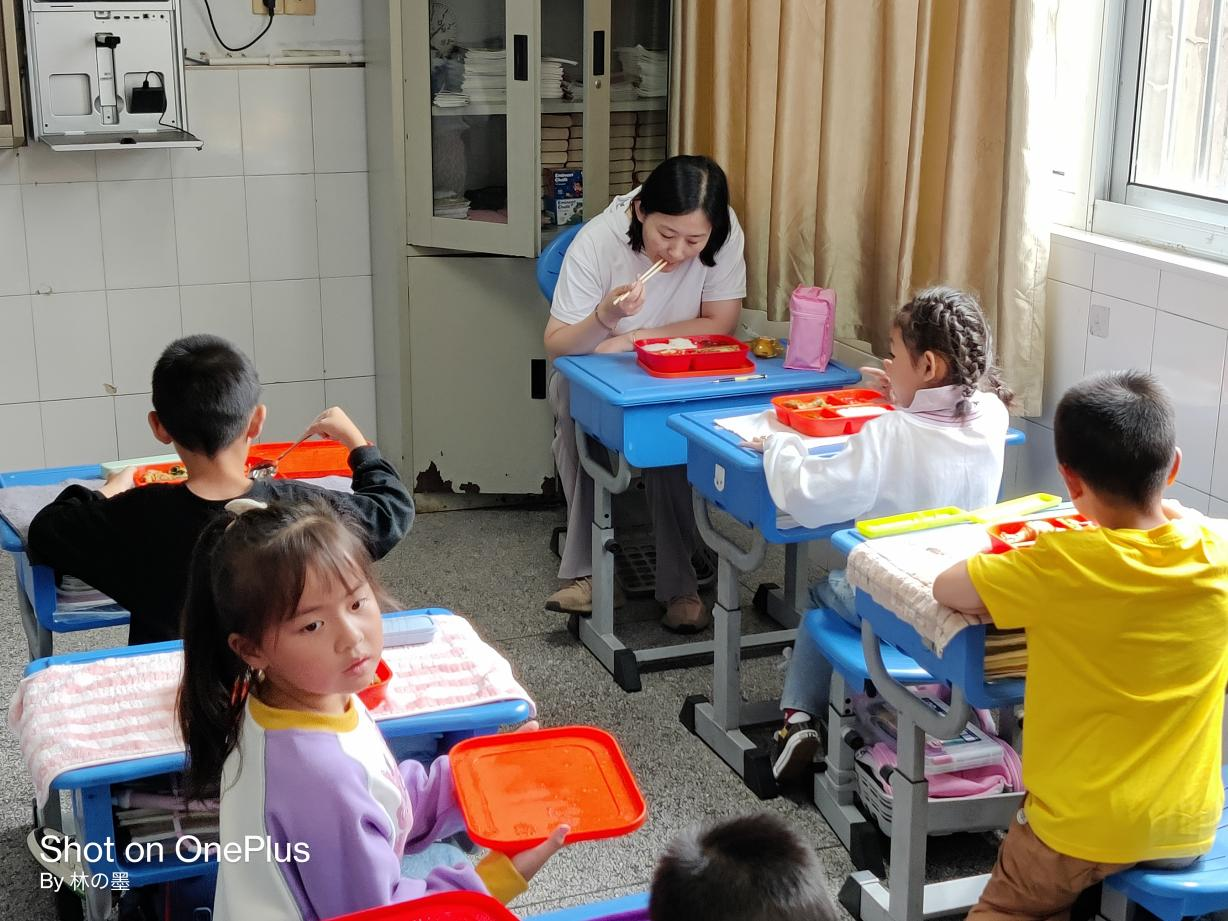 Shot on OnePlus
By 林の墨